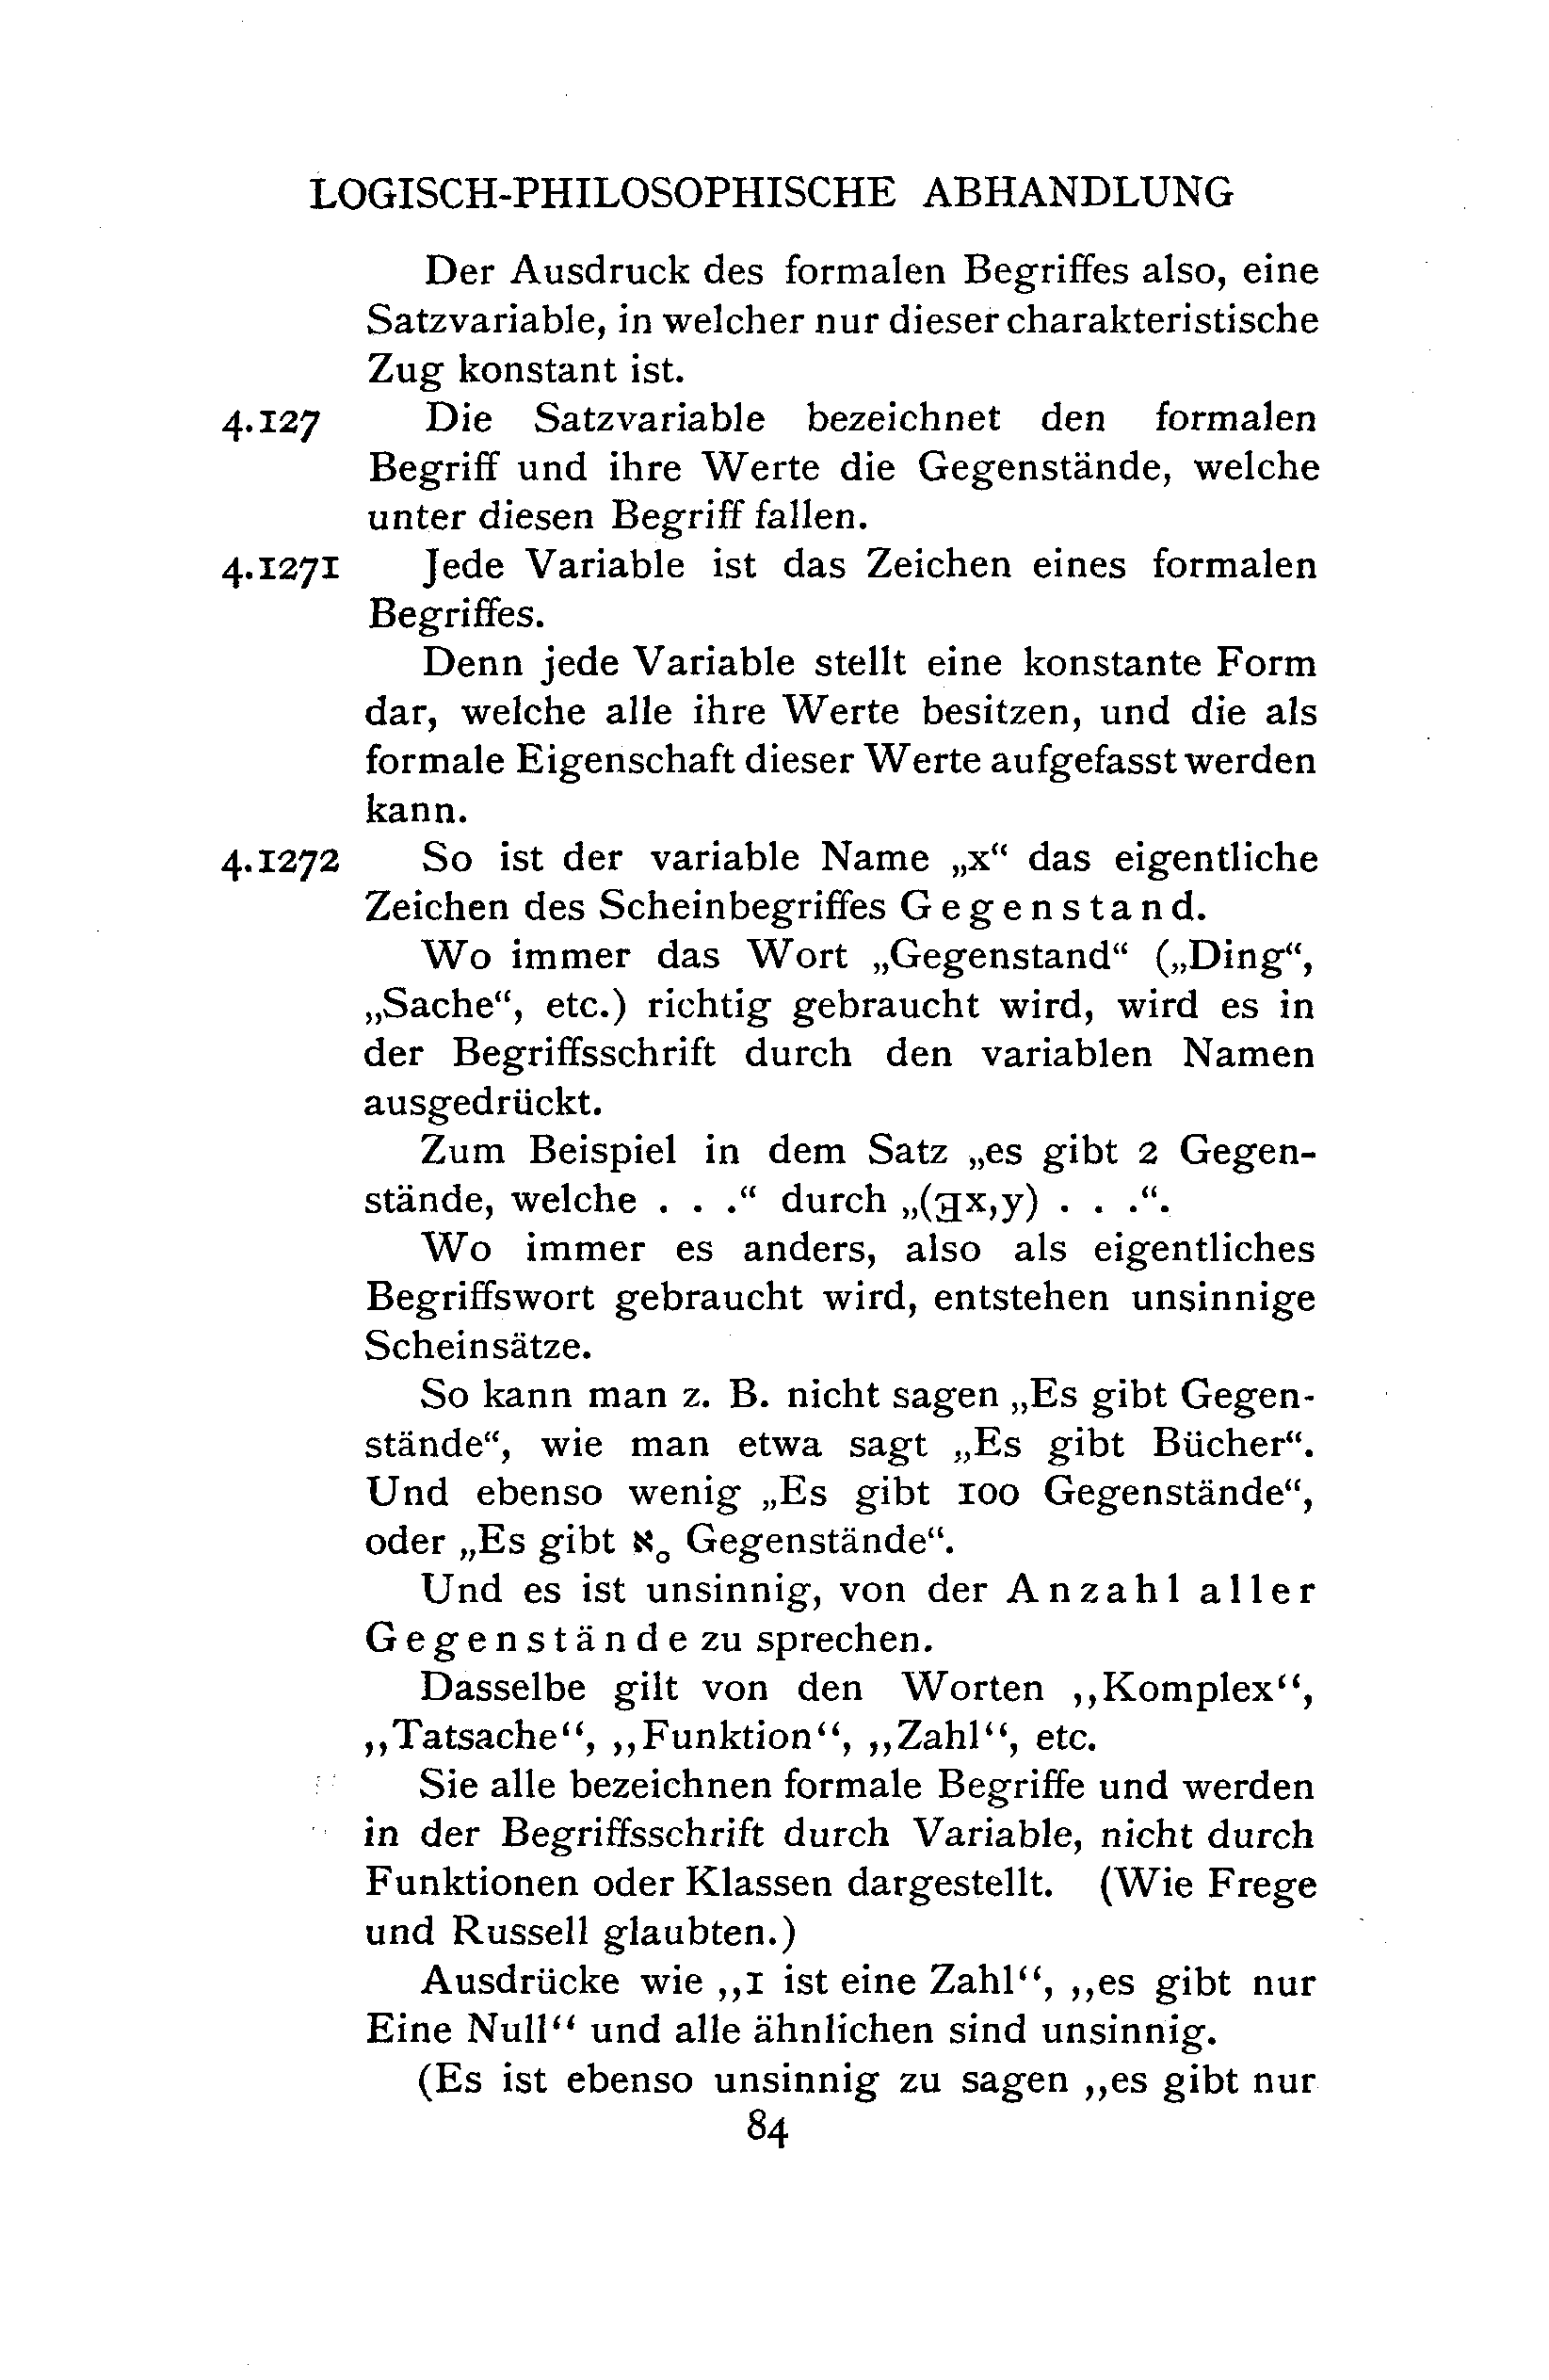 LOGISCH-PHILOSOPHISCHE ABHANDLUNG
Der Ausdruck des formalen Begriffes also, eine
Satzvariable, in welcher nur dieser charakteristische
Zug konstant ist.
4.127 Die Satzvariable bezeichnet den formalen
Begriff und ihre Werte die Gegenstände, welche
unter diesen Begriff fallen.
4.1271 Jede Variable ist das Zeichen eines formalen
Begriffes.
Denn jede Variable stellt eine konstante Form
dar, welche alle ihre Werte besitzen, und die als
formale Eigenschaft dieser Werte aufgefasst werden
kann.
4.1272 So ist der variable Name „x“ das eigentliche
Zeichen des Scheinbegriffes G e g e n s t a n d.
Wo immer das Wort „Gegenstand“ („Ding“,
„Sache“, etc.) richtig gebraucht wird, wird es in
der Begriffsschrift durch den variablen Namen
ausgedrückt.
Zum Beispiel in dem Satz „es gibt 2 Gegen-
stände, welche . . .“ durch „(∃x,y) . . .“.
Wo immer es anders, also als eigentliches
Begriffswort gebraucht wird, entstehen unsinnige
Scheinsätze.
So kann man z. B. nicht sagen „Es gibt Gegen-
stände“, wie man etwa sagt „Es gibt Bücher“.
Und ebenso wenig „Es gibt 100 Gegenstände“,
oder „Es gibt ℵ₀ Gegenstände“.
Und es ist unsinnig, von der A n z a h l a l l e r
G e g e n s t ä n d e zu sprechen.
Dasselbe gilt von den Worten ,,Komplex‘‘,
,,Tatsache‘‘, ,,Funktion‘‘, ,,Zahl‘‘, etc.
Sie alle bezeichnen formale Begriffe und werden
in der Begriffsschrift durch Variable, nicht durch
Funktionen oder Klassen dargestellt. (Wie Frege
und Russell glaubten.)
Ausdrücke wie ,,1 ist eine Zahl‘‘, ,,es gibt nur
Eine Null‘‘ und alle ähnlichen sind unsinnig.
(Es ist ebenso unsinnig zu sagen ,,es gibt nur
84